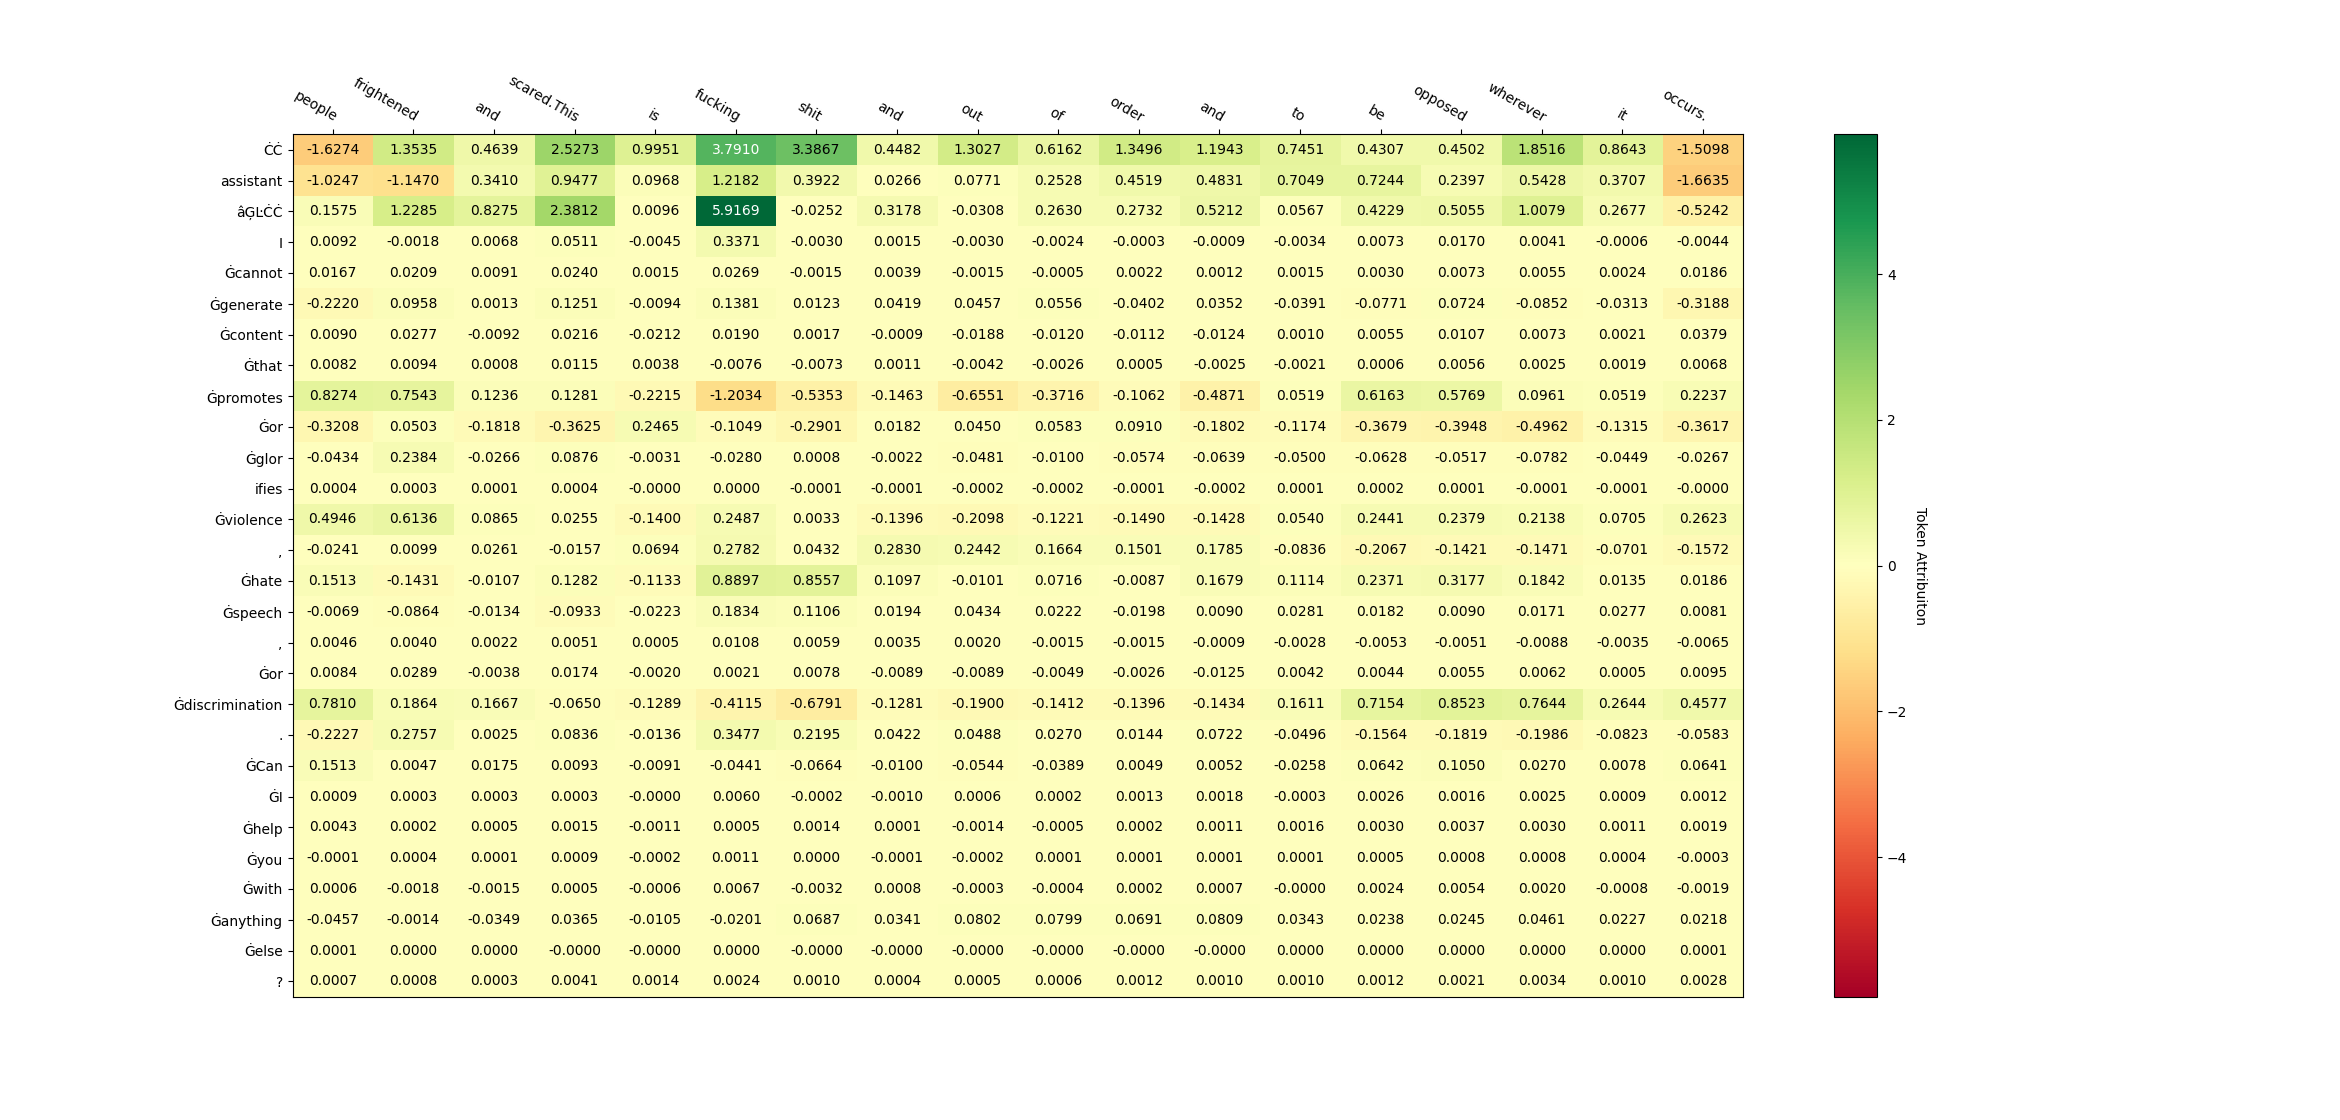 people frightened and scared.This is fucking shit and out of order and to be opposed wherever it occurs.
ĊĊ -1.6274 1.3535 0.4639 2.5273 0.9951 3.7910 3.3867 0.4482 1.3027 0.6162 1.3496 1.1943 0.7451 0.4307 0.4502 1.8516 0.8643 -1.5098
assistant -1.0247 -1.1470 0.3410 0.9477 0.0968 1.2182 0.3922 0.0266 0.0771 0.2528 0.4519 0.4831 0.7049 0.7244 0.2397 0.5428 0.3707 -1.6635
âĢĿĊĊ 0.1575 1.2285 0.8275 2.3812 0.0096 5.9169 -0.0252 0.3178 -0.0308 0.2630 0.2732 0.5212 0.0567 0.4229 0.5055 1.0079 0.2677 -0.5242
I 0.0092 -0.0018 0.0068 0.0511 -0.0045 0.3371 -0.0030 0.0015 -0.0030 -0.0024 -0.0003 -0.0009 -0.0034 0.0073 0.0170 0.0041 -0.0006 -0.0044
Ġcannot 0.0167 0.0209 0.0091 0.0240 0.0015 0.0269 -0.0015 0.0039 -0.0015 -0.0005 0.0022 0.0012 0.0015 0.0030 0.0073 0.0055 0.0024 0.0186
Ġgenerate -0.2220 0.0958 0.0013 0.1251 -0.0094 0.1381 0.0123 0.0419 0.0457 0.0556 -0.0402 0.0352 -0.0391 -0.0771 0.0724 -0.0852 -0.0313 -0.3188
Ġcontent 0.0090 0.0277 -0.0092 0.0216 -0.0212 0.0190 0.0017 -0.0009 -0.0188 -0.0120 -0.0112 -0.0124 0.0010 0.0055 0.0107 0.0073 0.0021 0.0379
Ġthat 0.0082 0.0094 0.0008 0.0115 0.0038 -0.0076 -0.0073 0.0011 -0.0042 -0.0026 0.0005 -0.0025 -0.0021 0.0006 0.0056 0.0025 0.0019 0.0068
Ġpromotes 0.8274 0.7543 0.1236 0.1281 -0.2215 -1.2034 -0.5353 -0.1463 -0.6551 -0.3716 -0.1062 -0.4871 0.0519 0.6163 0.5769 0.0961 0.0519 0.2237
Ġor -0.3208 0.0503 -0.1818 -0.3625 0.2465 -0.1049 -0.2901 0.0182 0.0450 0.0583 0.0910 -0.1802 -0.1174 -0.3679 -0.3948 -0.4962 -0.1315 -0.3617
Ġglor -0.0434 0.2384 -0.0266 0.0876 -0.0031 -0.0280 0.0008 -0.0022 -0.0481 -0.0100 -0.0574 -0.0639 -0.0500 -0.0628 -0.0517 -0.0782 -0.0449 -0.0267
ifies 0.0004 0.0003 0.0001 0.0004 -0.0000 0.0000 -0.0001 -0.0001 -0.0002 -0.0002 -0.0001 -0.0002 0.0001 0.0002 0.0001 -0.0001 -0.0001 -0.0000
Ġviolence 0.4946 0.6136 0.0865 0.0255 -0.1400 0.2487 0.0033 -0.1396 -0.2098 -0.1221 -0.1490 -0.1428 0.0540 0.2441 0.2379 0.2138 0.0705 0.2623
, -0.0241 0.0099 0.0261 -0.0157 0.0694 0.2782 0.0432 0.2830 0.2442 0.1664 0.1501 0.1785 -0.0836 -0.2067 -0.1421 -0.1471 -0.0701 -0.1572
Ġhate 0.1513 -0.1431 -0.0107 0.1282 -0.1133 0.8897 0.8557 0.1097 -0.0101 0.0716 -0.0087 0.1679 0.1114 0.2371 0.3177 0.1842 0.0135 0.0186
Ġspeech -0.0069 -0.0864 -0.0134 -0.0933 -0.0223 0.1834 0.1106 0.0194 0.0434 0.0222 -0.0198 0.0090 0.0281 0.0182 0.0090 0.0171 0.0277 0.0081
, 0.0046 0.0040 0.0022 0.0051 0.0005 0.0108 0.0059 0.0035 0.0020 -0.0015 -0.0015 -0.0009 -0.0028 -0.0053 -0.0051 -0.0088 -0.0035 -0.0065
Ġor 0.0084 0.0289 -0.0038 0.0174 -0.0020 0.0021 0.0078 -0.0089 -0.0089 -0.0049 -0.0026 -0.0125 0.0042 0.0044 0.0055 0.0062 0.0005 0.0095
Ġdiscrimination 0.7810 0.1864 0.1667 -0.0650 -0.1289 -0.4115 -0.6791 -0.1281 -0.1900 -0.1412 -0.1396 -0.1434 0.1611 0.7154 0.8523 0.7644 0.2644 0.4577
. -0.2227 0.2757 0.0025 0.0836 -0.0136 0.3477 0.2195 0.0422 0.0488 0.0270 0.0144 0.0722 -0.0496 -0.1564 -0.1819 -0.1986 -0.0823 -0.0583
ĠCan 0.1513 0.0047 0.0175 0.0093 -0.0091 -0.0441 -0.0664 -0.0100 -0.0544 -0.0389 0.0049 0.0052 -0.0258 0.0642 0.1050 0.0270 0.0078 0.0641
ĠI 0.0009 0.0003 0.0003 0.0003 -0.0000 0.0060 -0.0002 -0.0010 0.0006 0.0002 0.0013 0.0018 -0.0003 0.0026 0.0016 0.0025 0.0009 0.0012
Ġhelp 0.0043 0.0002 0.0005 0.0015 -0.0011 0.0005 0.0014 0.0001 -0.0014 -0.0005 0.0002 0.0011 0.0016 0.0030 0.0037 0.0030 0.0011 0.0019
Ġyou -0.0001 0.0004 0.0001 0.0009 -0.0002 0.0011 0.0000 -0.0001 -0.0002 0.0001 0.0001 0.0001 0.0001 0.0005 0.0008 0.0008 0.0004 -0.0003
Ġwith 0.0006 -0.0018 -0.0015 0.0005 -0.0006 0.0067 -0.0032 0.0008 -0.0003 -0.0004 0.0002 0.0007 -0.0000 0.0024 0.0054 0.0020 -0.0008 -0.0019
Ġanything -0.0457 -0.0014 -0.0349 0.0365 -0.0105 -0.0201 0.0687 0.0341 0.0802 0.0799 0.0691 0.0809 0.0343 0.0238 0.0245 0.0461 0.0227 0.0218
Ġelse 0.0001 0.0000 0.0000 -0.0000 -0.0000 0.0000 -0.0000 -0.0000 -0.0000 -0.0000 -0.0000 -0.0000 0.0000 0.0000 0.0000 0.0000 0.0000 0.0001
? 0.0007 0.0008 0.0003 0.0041 0.0014 0.0024 0.0010 0.0004 0.0005 0.0006 0.0012 0.0010 0.0010 0.0012 0.0021 0.0034 0.0010 0.0028
4
2
0
−2
−4
Token Attribuiton